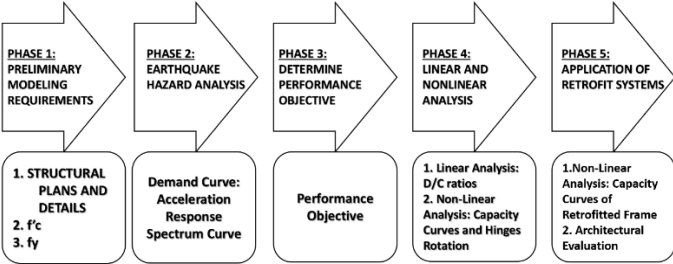 PHASE 1:
PRELIMINARY
MODELING
REQUIREMENTS
PHASE 2:
EARTHQUAKE
HAZARD ANALYSIS
PHASE 3:
DETERMINE
PERFORMANCE
OBJECTIVE
PHASE 4:
LINEAR AND
NONLINEAR
ANALYSIS
PHASE 5:
APPLICATION OF
RETROFIT SYSTEMS
1. STRUCTURAL
PLANS AND
DETAILS
2. f'c
3. fy
Demand Curve:
Acceleration
Response
Spectrum Curve
Performance
Objective
1. Linear Analysis:
D/C ratios
2. Non-Linear
Analysis: Capacity
Curves and Hinges
Rotation
1.Non-Linear
Analysis: Capacity
Curves of
Retrofitted Frame
2. Architectural
Evaluation